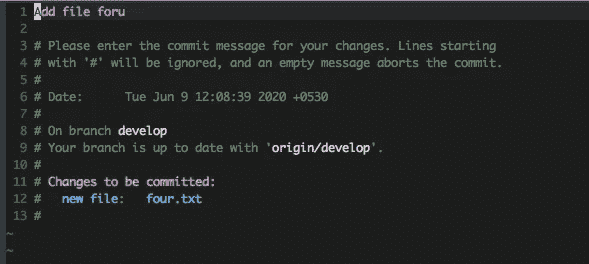 1 Add file foru
2
3 # Please enter the commit message for your changes. Lines starting
4 # with '#' will be ignored, and an empty message aborts the commit.
5 #
6 # Date:      Tue Jun 9 12:08:39 2020 +0530
7 #
8 # On branch develop
9 # Your branch is up to date with 'origin/develop'.
10 #
11 # Changes to be committed:
12 #   new file:   four.txt
13 #
~
~